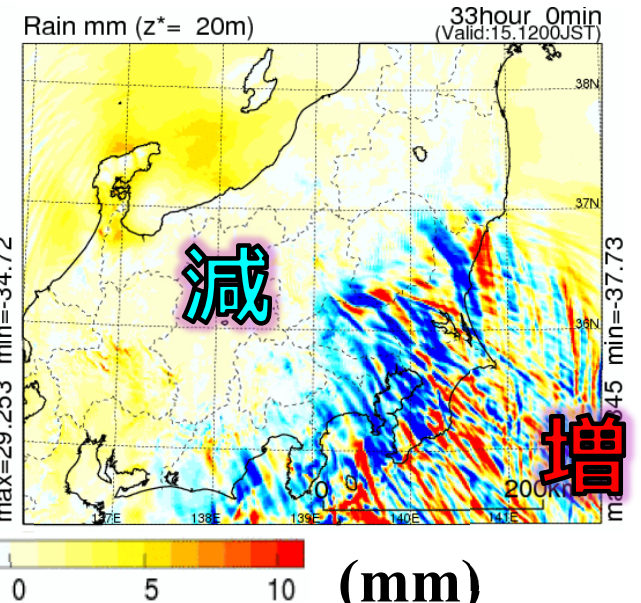 Rain mm (z*= 20m)
33hour 0min
(Valid:15.1200JST)
38N
37N
36N
減
増
max=29.253 min=-34.72
min=-37.73
0
200km
137E
138E
139E
140E
141E
0
5
10
(mm)